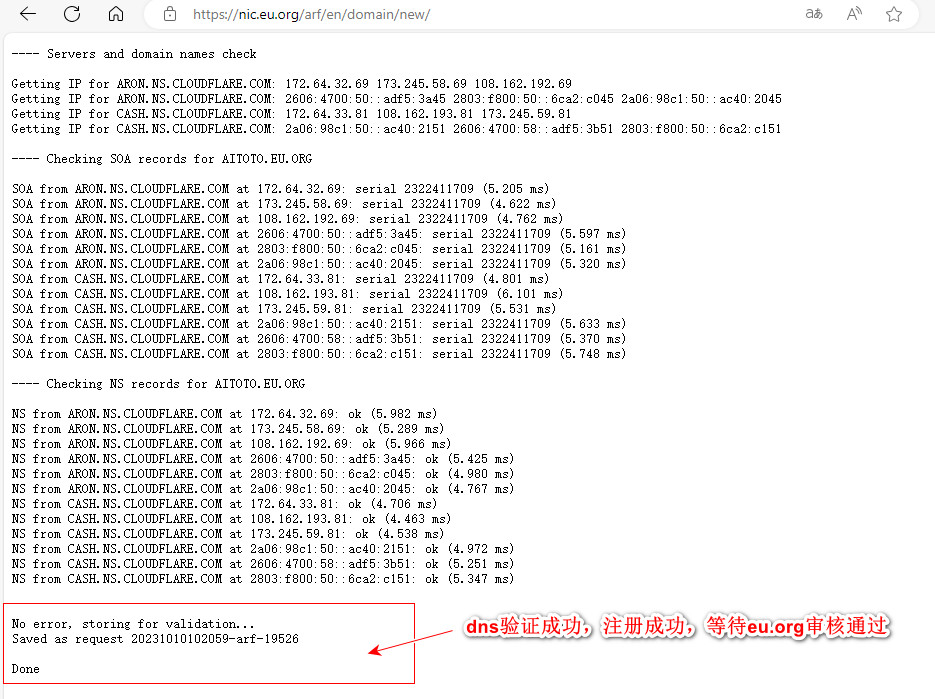 https://nic.eu.org/arf/en/domain/new/
---- Servers and domain names check
Getting IP for ARON.NS.CLOUDFLARE.COM: 172.64.32.69 173.245.58.69 108.162.192.69
Getting IP for ARON.NS.CLOUDFLARE.COM: 2606:4700:50::adf5:3a45 2803:f800:50::6ca2:c045 2a06:98c1:50::ac40:2045
Getting IP for CASH.NS.CLOUDFLARE.COM: 172.64.33.81 108.162.193.81 173.245.59.81
Getting IP for CASH.NS.CLOUDFLARE.COM: 2a06:98c1:50::ac40:2151 2606:4700:58::adf5:3b51 2803:f800:50::6ca2:c151
---- Checking SOA records for AITOTO.EU.ORG
SOA from ARON.NS.CLOUDFLARE.COM at 172.64.32.69: serial 2322411709 (5.205 ms)
SOA from ARON.NS.CLOUDFLARE.COM at 173.245.58.69: serial 2322411709 (4.622 ms)
SOA from ARON.NS.CLOUDFLARE.COM at 108.162.192.69: serial 2322411709 (4.762 ms)
SOA from ARON.NS.CLOUDFLARE.COM at 2606:4700:50::adf5:3a45: serial 2322411709 (5.597 ms)
SOA from ARON.NS.CLOUDFLARE.COM at 2803:f800:50::6ca2:c045: serial 2322411709 (5.161 ms)
SOA from ARON.NS.CLOUDFLARE.COM at 2a06:98c1:50::ac40:2045: serial 2322411709 (5.320 ms)
SOA from CASH.NS.CLOUDFLARE.COM at 172.64.33.81: serial 2322411709 (4.801 ms)
SOA from CASH.NS.CLOUDFLARE.COM at 108.162.193.81: serial 2322411709 (6.101 ms)
SOA from CASH.NS.CLOUDFLARE.COM at 173.245.59.81: serial 2322411709 (5.531 ms)
SOA from CASH.NS.CLOUDFLARE.COM at 2a06:98c1:50::ac40:2151: serial 2322411709 (5.633 ms)
SOA from CASH.NS.CLOUDFLARE.COM at 2606:4700:58::adf5:3b51: serial 2322411709 (5.370 ms)
SOA from CASH.NS.CLOUDFLARE.COM at 2803:f800:50::6ca2:c151: serial 2322411709 (5.748 ms)
---- Checking NS records for AITOTO.EU.ORG
NS from ARON.NS.CLOUDFLARE.COM at 172.64.32.69: ok (5.982 ms)
NS from ARON.NS.CLOUDFLARE.COM at 173.245.58.69: ok (5.289 ms)
NS from ARON.NS.CLOUDFLARE.COM at 108.162.192.69: ok (5.966 ms)
NS from ARON.NS.CLOUDFLARE.COM at 2606:4700:50::adf5:3a45: ok (5.425 ms)
NS from ARON.NS.CLOUDFLARE.COM at 2803:f800:50::6ca2:c045: ok (4.980 ms)
NS from ARON.NS.CLOUDFLARE.COM at 2a06:98c1:50::ac40:2045: ok (4.767 ms)
NS from CASH.NS.CLOUDFLARE.COM at 172.64.33.81: ok (4.706 ms)
NS from CASH.NS.CLOUDFLARE.COM at 108.162.193.81: ok (4.463 ms)
NS from CASH.NS.CLOUDFLARE.COM at 173.245.59.81: ok (4.538 ms)
NS from CASH.NS.CLOUDFLARE.COM at 2a06:98c1:50::ac40:2151: ok (4.972 ms)
NS from CASH.NS.CLOUDFLARE.COM at 2606:4700:58::adf5:3b51: ok (5.251 ms)
NS from CASH.NS.CLOUDFLARE.COM at 2803:f800:50::6ca2:c151: ok (5.347 ms)
No error, storing for validation...
Saved as request 20231010102059-arf-19526
dns验证成功，注册成功，等待eu.org审核通过
Done